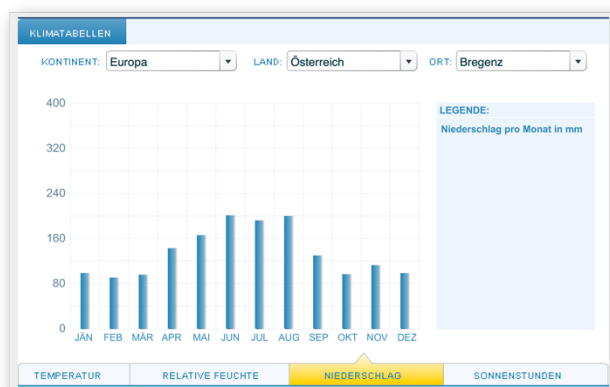 KLIMATABELLEN
KONTINENT: Europa LAND: Österreich ORT: Bregenz
400
320
240
160
80
0
JÄN FEB MÄR APR MAI JUN JUL AUG SEP OKT NOV DEZ
LEGENDE:
Niederschlag pro Monat in mm
TEMPERATUR RELATIVE FEUCHTE NIEDERSCHLAG SONNENSTUNDEN